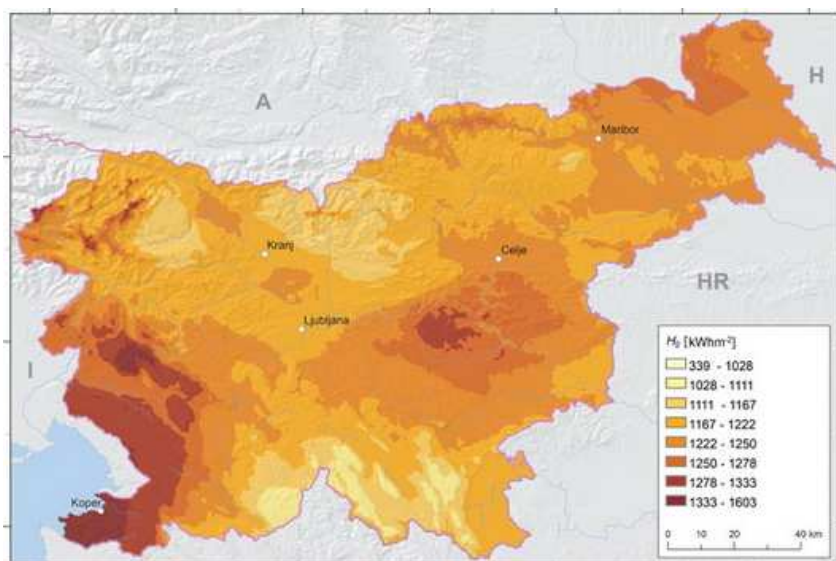 A
H
Maribor
Kranj
Celje
HR
Ljubljana
I
Koper
H₀ [kWhm⁻²]
339 - 1028
1028 - 1111
1111 - 1167
1167 - 1222
1222 - 1250
1250 - 1278
1278 - 1333
1333 - 1603
0 10 20 40 km